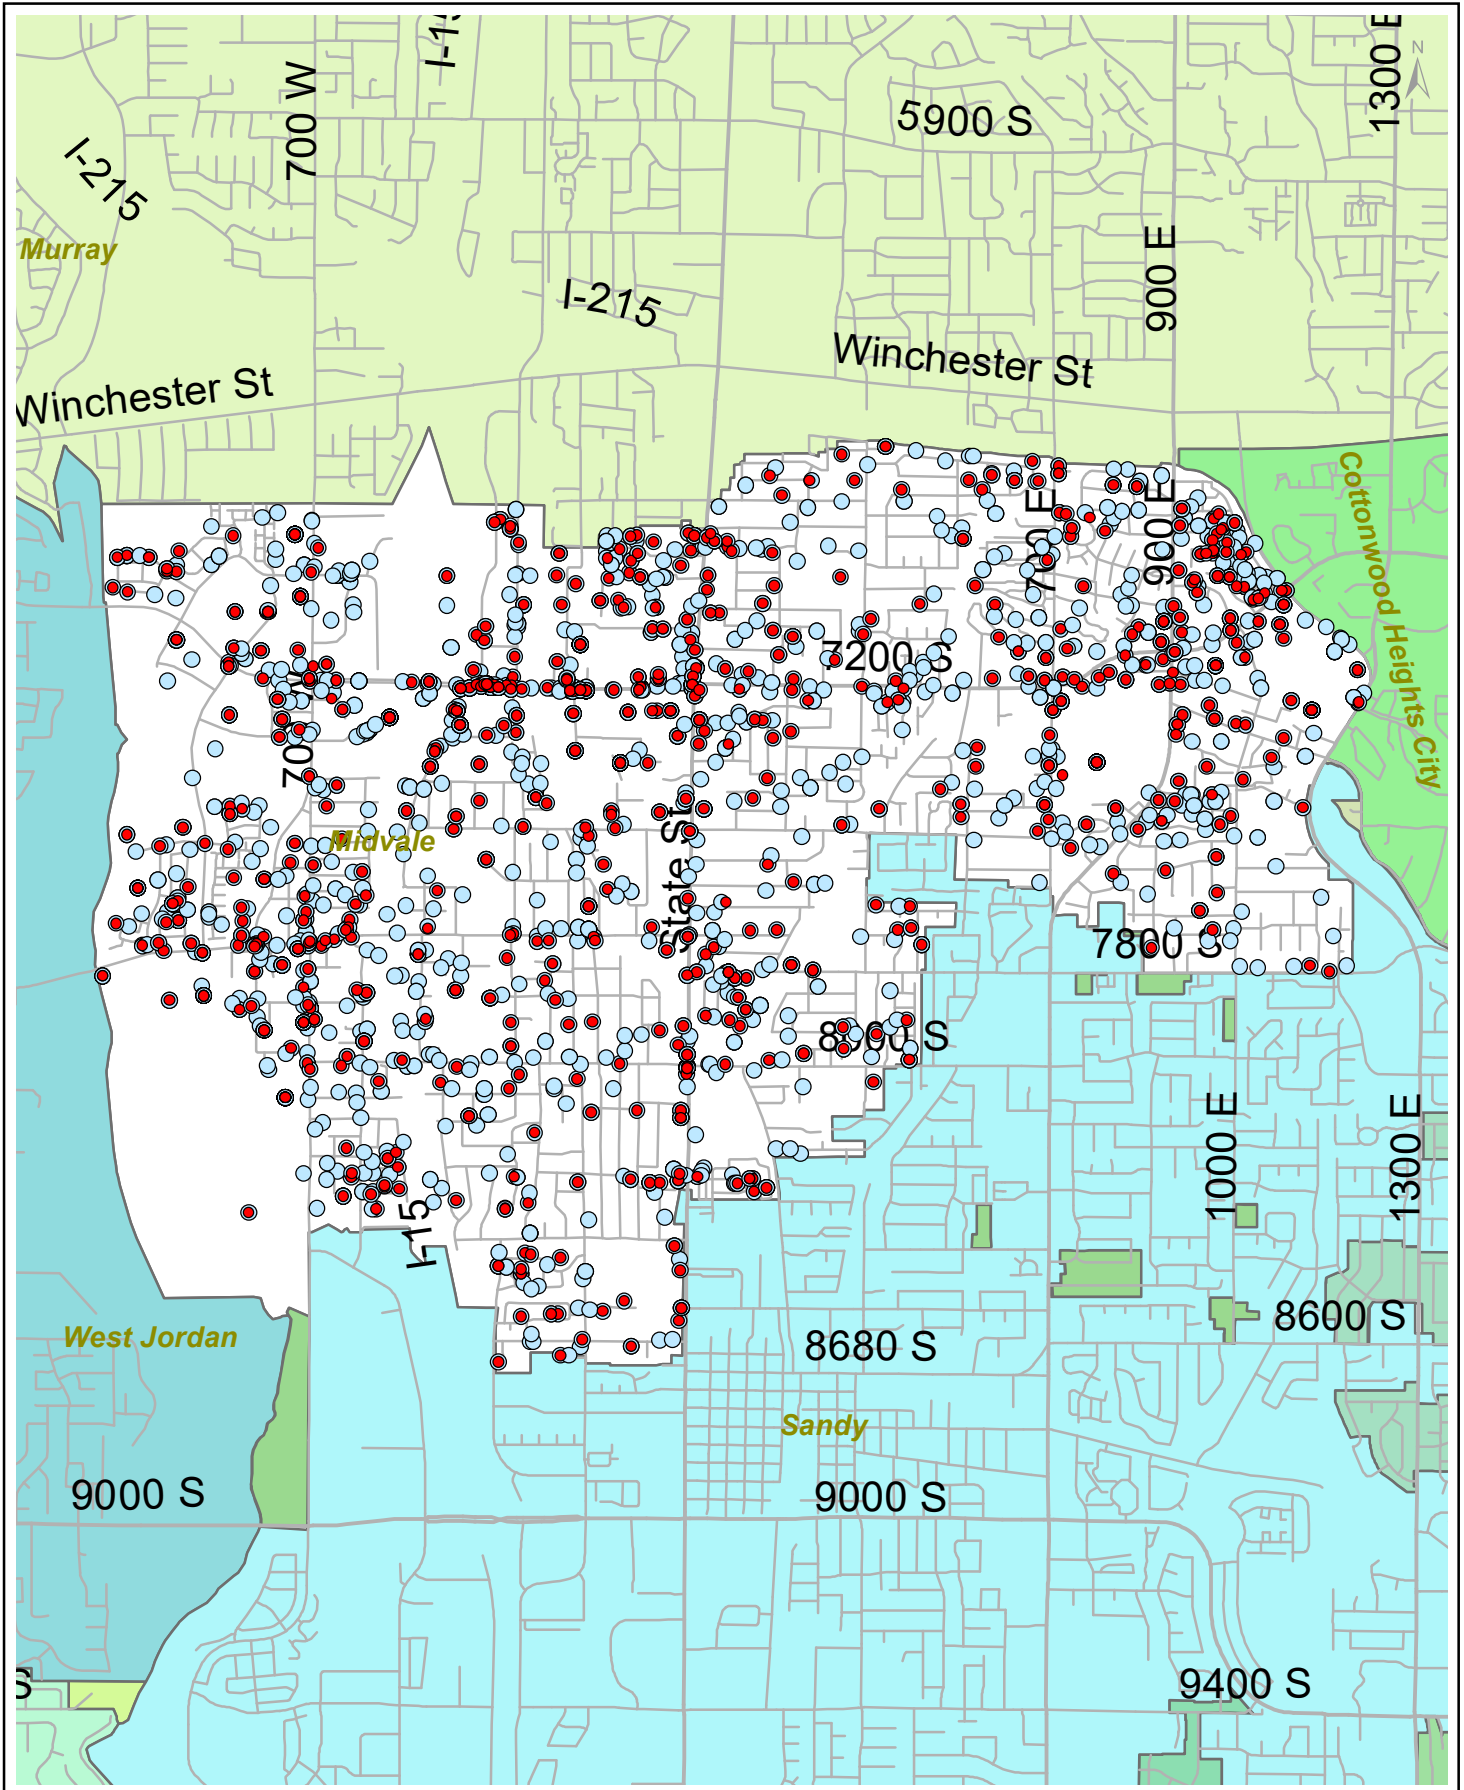 I-15
1300 E
N
700 W
5900 S
I-215
Murray
900 E
I-215
Winchester St
Winchester St
Cottonwood Heights City
700 E
900 E
7200 S
Midvale
State St
7800 S
8000 S
1000 E
1300 E
I-15
8600 S
West Jordan
8680 S
Sandy
9000 S
9000 S
S
9400 S